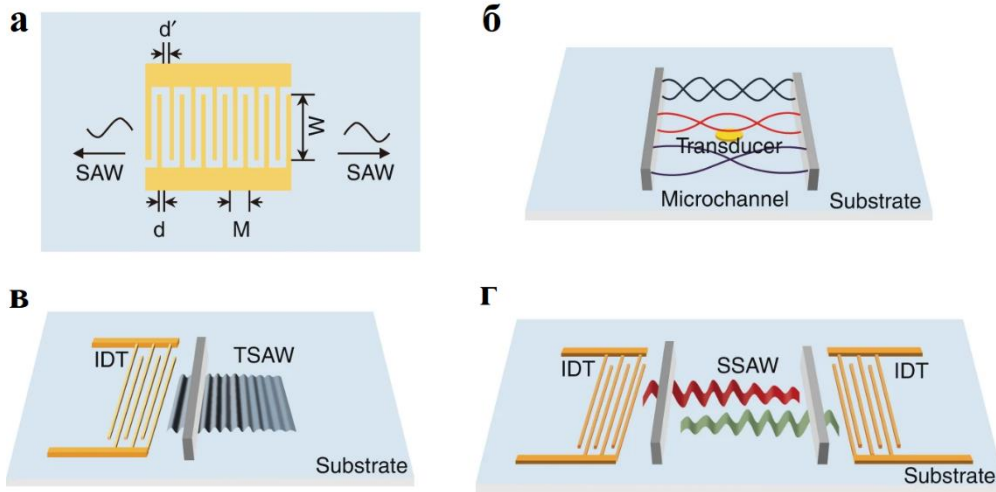 а
d'
W
SAW
SAW
d
M
б
Transducer
Microchannel
Substrate
в
IDT
TSAW
Substrate
г
IDT
SSAW
IDT
Substrate